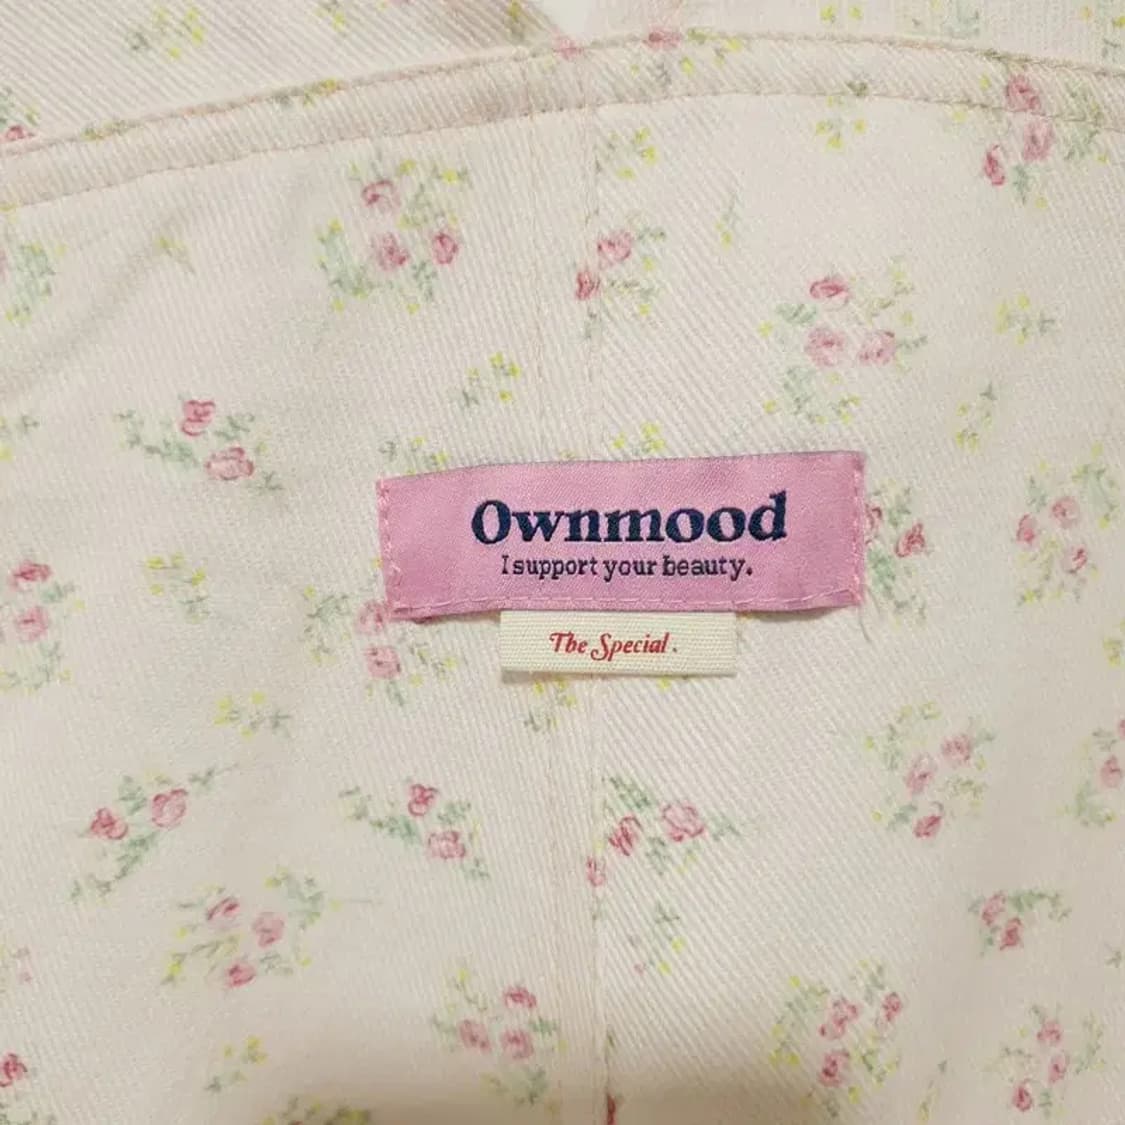 Ownmood
I support your beauty.
The Special.